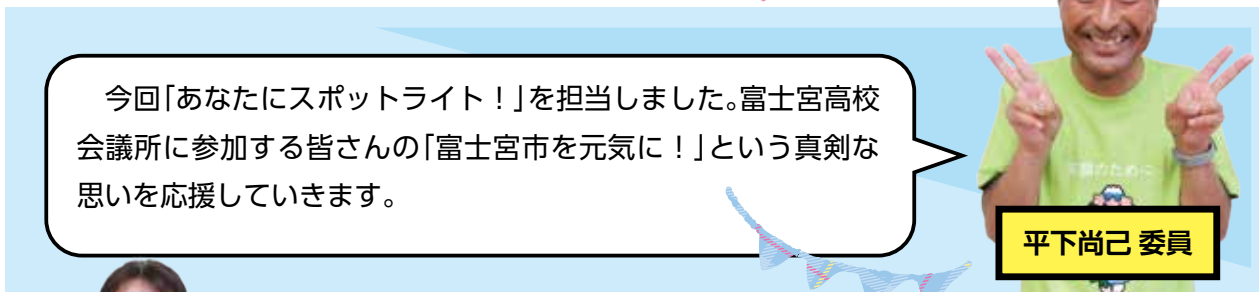 今回「あなたにスポットライト！」を担当しました。富士宮高校
会議所に参加する皆さんの「富士宮市を元気に！」という真剣な
思いを応援していきます。
平下尚己 委員